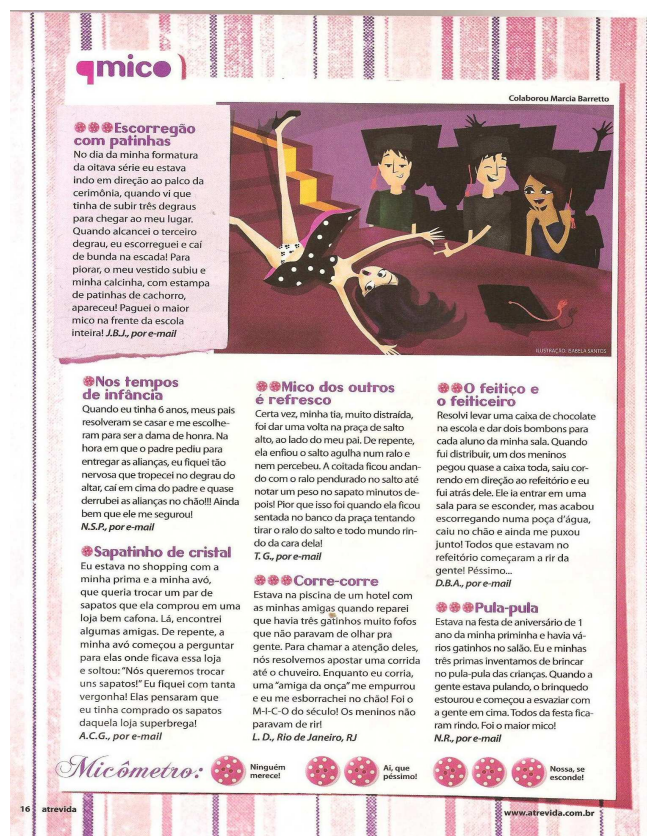 qmico
Colaborou Marcia Barretto
Escorregão
com patinhas
No dia da minha formatura
da oitava série eu estava
indo em direção ao palco da
cerimônia, quando vi que
tinha de subir três degraus
para chegar ao meu lugar.
Quando alcancei o terceiro
degrau, eu escorreguei e caí
de bunda na escada! Para
piorar, o meu vestido subiu e
minha calcinha, com estampa
de patinhas de cachorro,
apareceu! Paguei o maior
mico na frente da escola
inteira! J.B.J., por e-mail
ILUSTRAÇÃO: ISABELA SANTOS
Nos tempos
de infância
Quando eu tinha 6 anos, meus pais
resolveram se casar e me escolhe-
ram para ser a dama de honra. Na
hora em que o padre pediu para
entregar as alianças, eu fiquei tão
nervosa que tropecei no degrau do
altar, caí em cima do padre e quase
derrubei as alianças no chão!!! Ainda
bem que ele me segurou!
N.S.P., por e-mail
Sapatinho de cristal
Eu estava no shopping com a
minha prima e a minha avó,
que queria trocar um par de
sapatos que ela comprou em uma
loja bem cafona. Lá, encontrei
algumas amigas. De repente, a
minha avó começou a perguntar
para elas onde ficava essa loja
e soltou: "Nós queremos trocar
uns sapatos!" Eu fiquei com tanta
vergonha! Elas pensaram que
eu tinha comprado os sapatos
daquela loja superbrega!
A.C.G., por e-mail
Mico dos outros
é refresco
Certa vez, minha tia, muito distraída,
foi dar uma volta na praça de salto
alto, ao lado do meu pai. De repente,
ela enfiou o salto agulha num ralo e
nem percebeu. A coitada ficou andan-
do com o ralo pendurado no salto até
notar um peso no sapato minutos de-
pois! Pior que isso foi quando ela ficou
sentada no banco da praça tentando
tirar o ralo do salto e todo mundo rin-
do da cara dela!
T. G., por e-mail
Corre-corre
Estava na piscina de um hotel com
as minhas amigas quando reparei
que havia três gatinhos muito fofos
que não paravam de olhar pra
gente. Para chamar a atenção deles,
nós resolvemos apostar uma corrida
até o chuveiro. Enquanto eu corria,
uma "amiga da onça" me empurrou
e eu me esborrachei no chão! Foi o
M-I-C-O do século! Os meninos não
paravam de rir!
L. D., Rio de Janeiro, RJ
O feitiço e
o feiticeiro
Resolvi levar uma caixa de chocolate
na escola e dar dois bombons para
cada aluno da minha sala. Quando
fui distribuir, um dos meninos
pegou quase a caixa toda, saiu cor-
rendo em direção ao refeitório e eu
fui atrás dele. Ele ia entrar em uma
sala para se esconder, mas acabou
escorregando numa poça d'água,
caiu no chão e ainda me puxou
junto! Todos que estavam no
refeitório começaram a rir da
gente! Péssimo...
D.B.A., por e-mail
Pula-pula
Estava na festa de aniversário de 1
ano da minha priminha e havia vá-
rios gatinhos no salão. Eu e minhas
três primas inventamos de brincar
no pula-pula das crianças. Quando a
gente estava pulando, o brinquedo
estourou e começou a esvaziar com
a gente em cima. Todos da festa fica-
ram rindo. Foi o maior mico!
N.R., por e-mail
Micômetro:
Ninguém
merece!
Ai, que
péssimo!
Nossa, se
esconde!
16 atrevida
www.atrevida.com.br